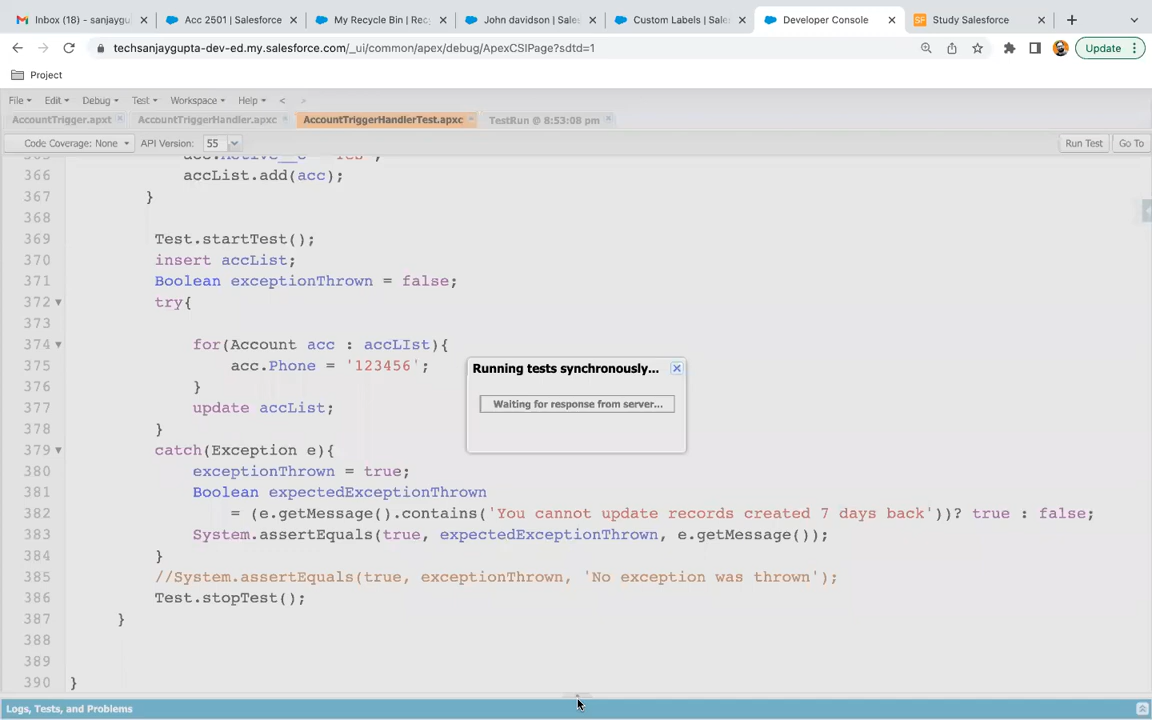 Inbox (18) - sanjaygu
Acc 2501 | Salesforce
My Recycle Bin | Rec
John davidson | Sales
Custom Labels | Sales
Developer Console
Study Salesforce
techsanjaygupta-dev-ed.my.salesforce.com/_ui/common/apex/debug/ApexCSIPage?sdtd=1
Update
Project
File Edit Debug Test Workspace Help < >
AccountTrigger.apxt
AccountTriggerHandler.apxc
AccountTriggerHandlerTest.apxc
TestRun @ 8:53:08 pm
Code Coverage: None API Version: 55 Run Test Go To
366 accList.add(acc);
367 }
368
369 Test.startTest();
370 insert accList;
371 Boolean exceptionThrown = false;
372 try{
373
374 for(Account acc : accLIst){
375 acc.Phone = '123456';
376 }
377 update accList;
378 }
379 catch(Exception e){
380 exceptionThrown = true;
381 Boolean expectedExceptionThrown
382 = (e.getMessage().contains('You cannot update records created 7 days back'))? true : false;
383 System.assertEquals(true, expectedExceptionThrown, e.getMessage());
384 }
385 //System.assertEquals(true, exceptionThrown, 'No exception was thrown');
386 Test.stopTest();
387 }
388
389
390 }
Running tests synchronously...
Waiting for response from server...
Logs, Tests, and Problems